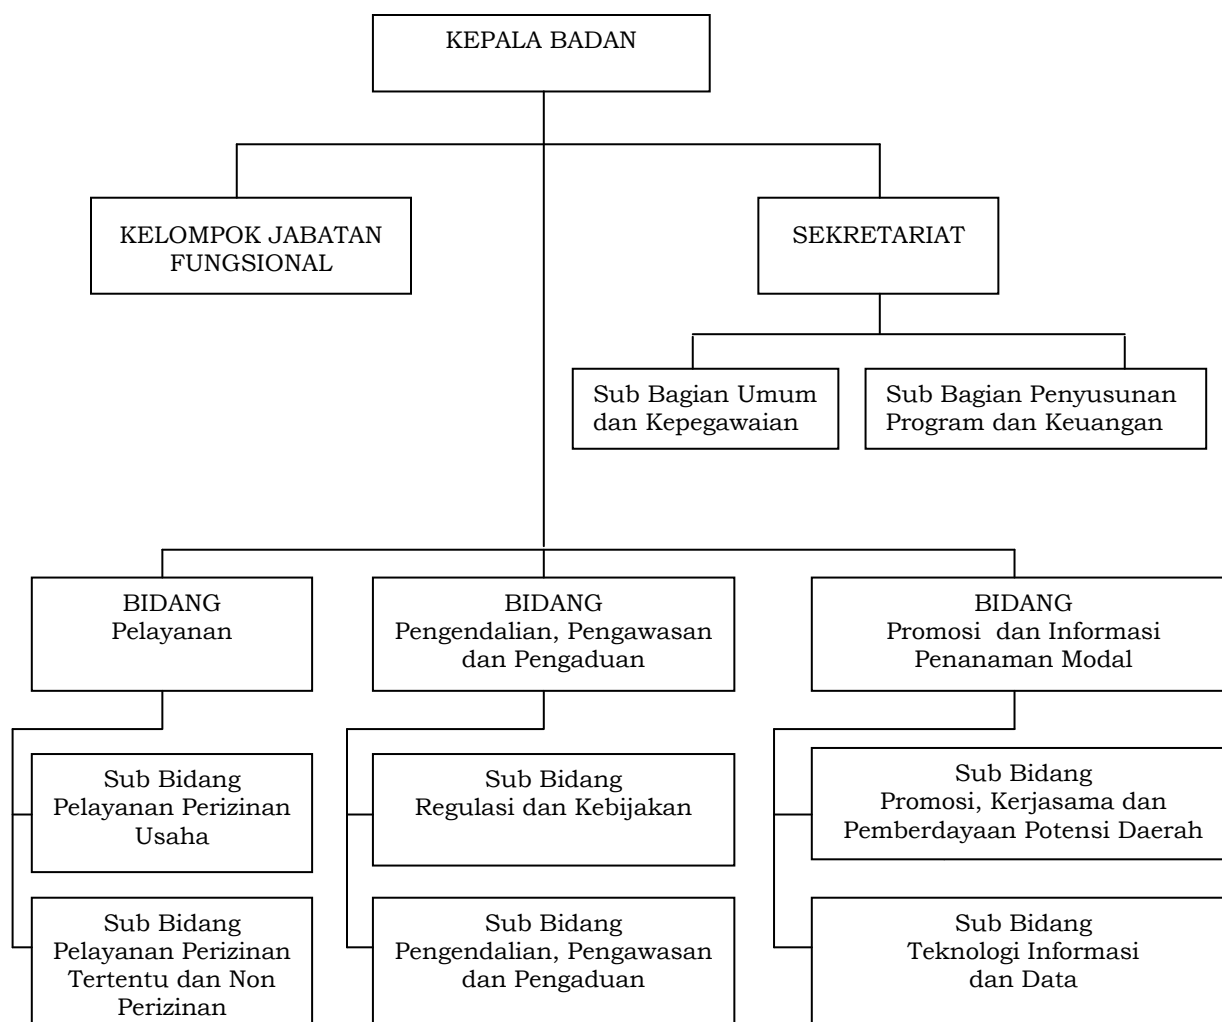 KEPALA BADAN
KELOMPOK JABATAN
FUNGSIONAL
SEKRETARIAT
Sub Bagian Umum
dan Kepegawaian
Sub Bagian Penyusunan
Program dan Keuangan
BIDANG
Pelayanan
BIDANG
Pengendalian, Pengawasan
dan Pengaduan
BIDANG
Promosi dan Informasi
Penanaman Modal
Sub Bidang
Pelayanan Perizinan
Usaha
Sub Bidang
Regulasi dan Kebijakan
Sub Bidang
Promosi, Kerjasama dan
Pemberdayaan Potensi Daerah
Sub Bidang
Pelayanan Perizinan
Tertentu dan Non
Perizinan
Sub Bidang
Pengendalian, Pengawasan
dan Pengaduan
Sub Bidang
Teknologi Informasi
dan Data